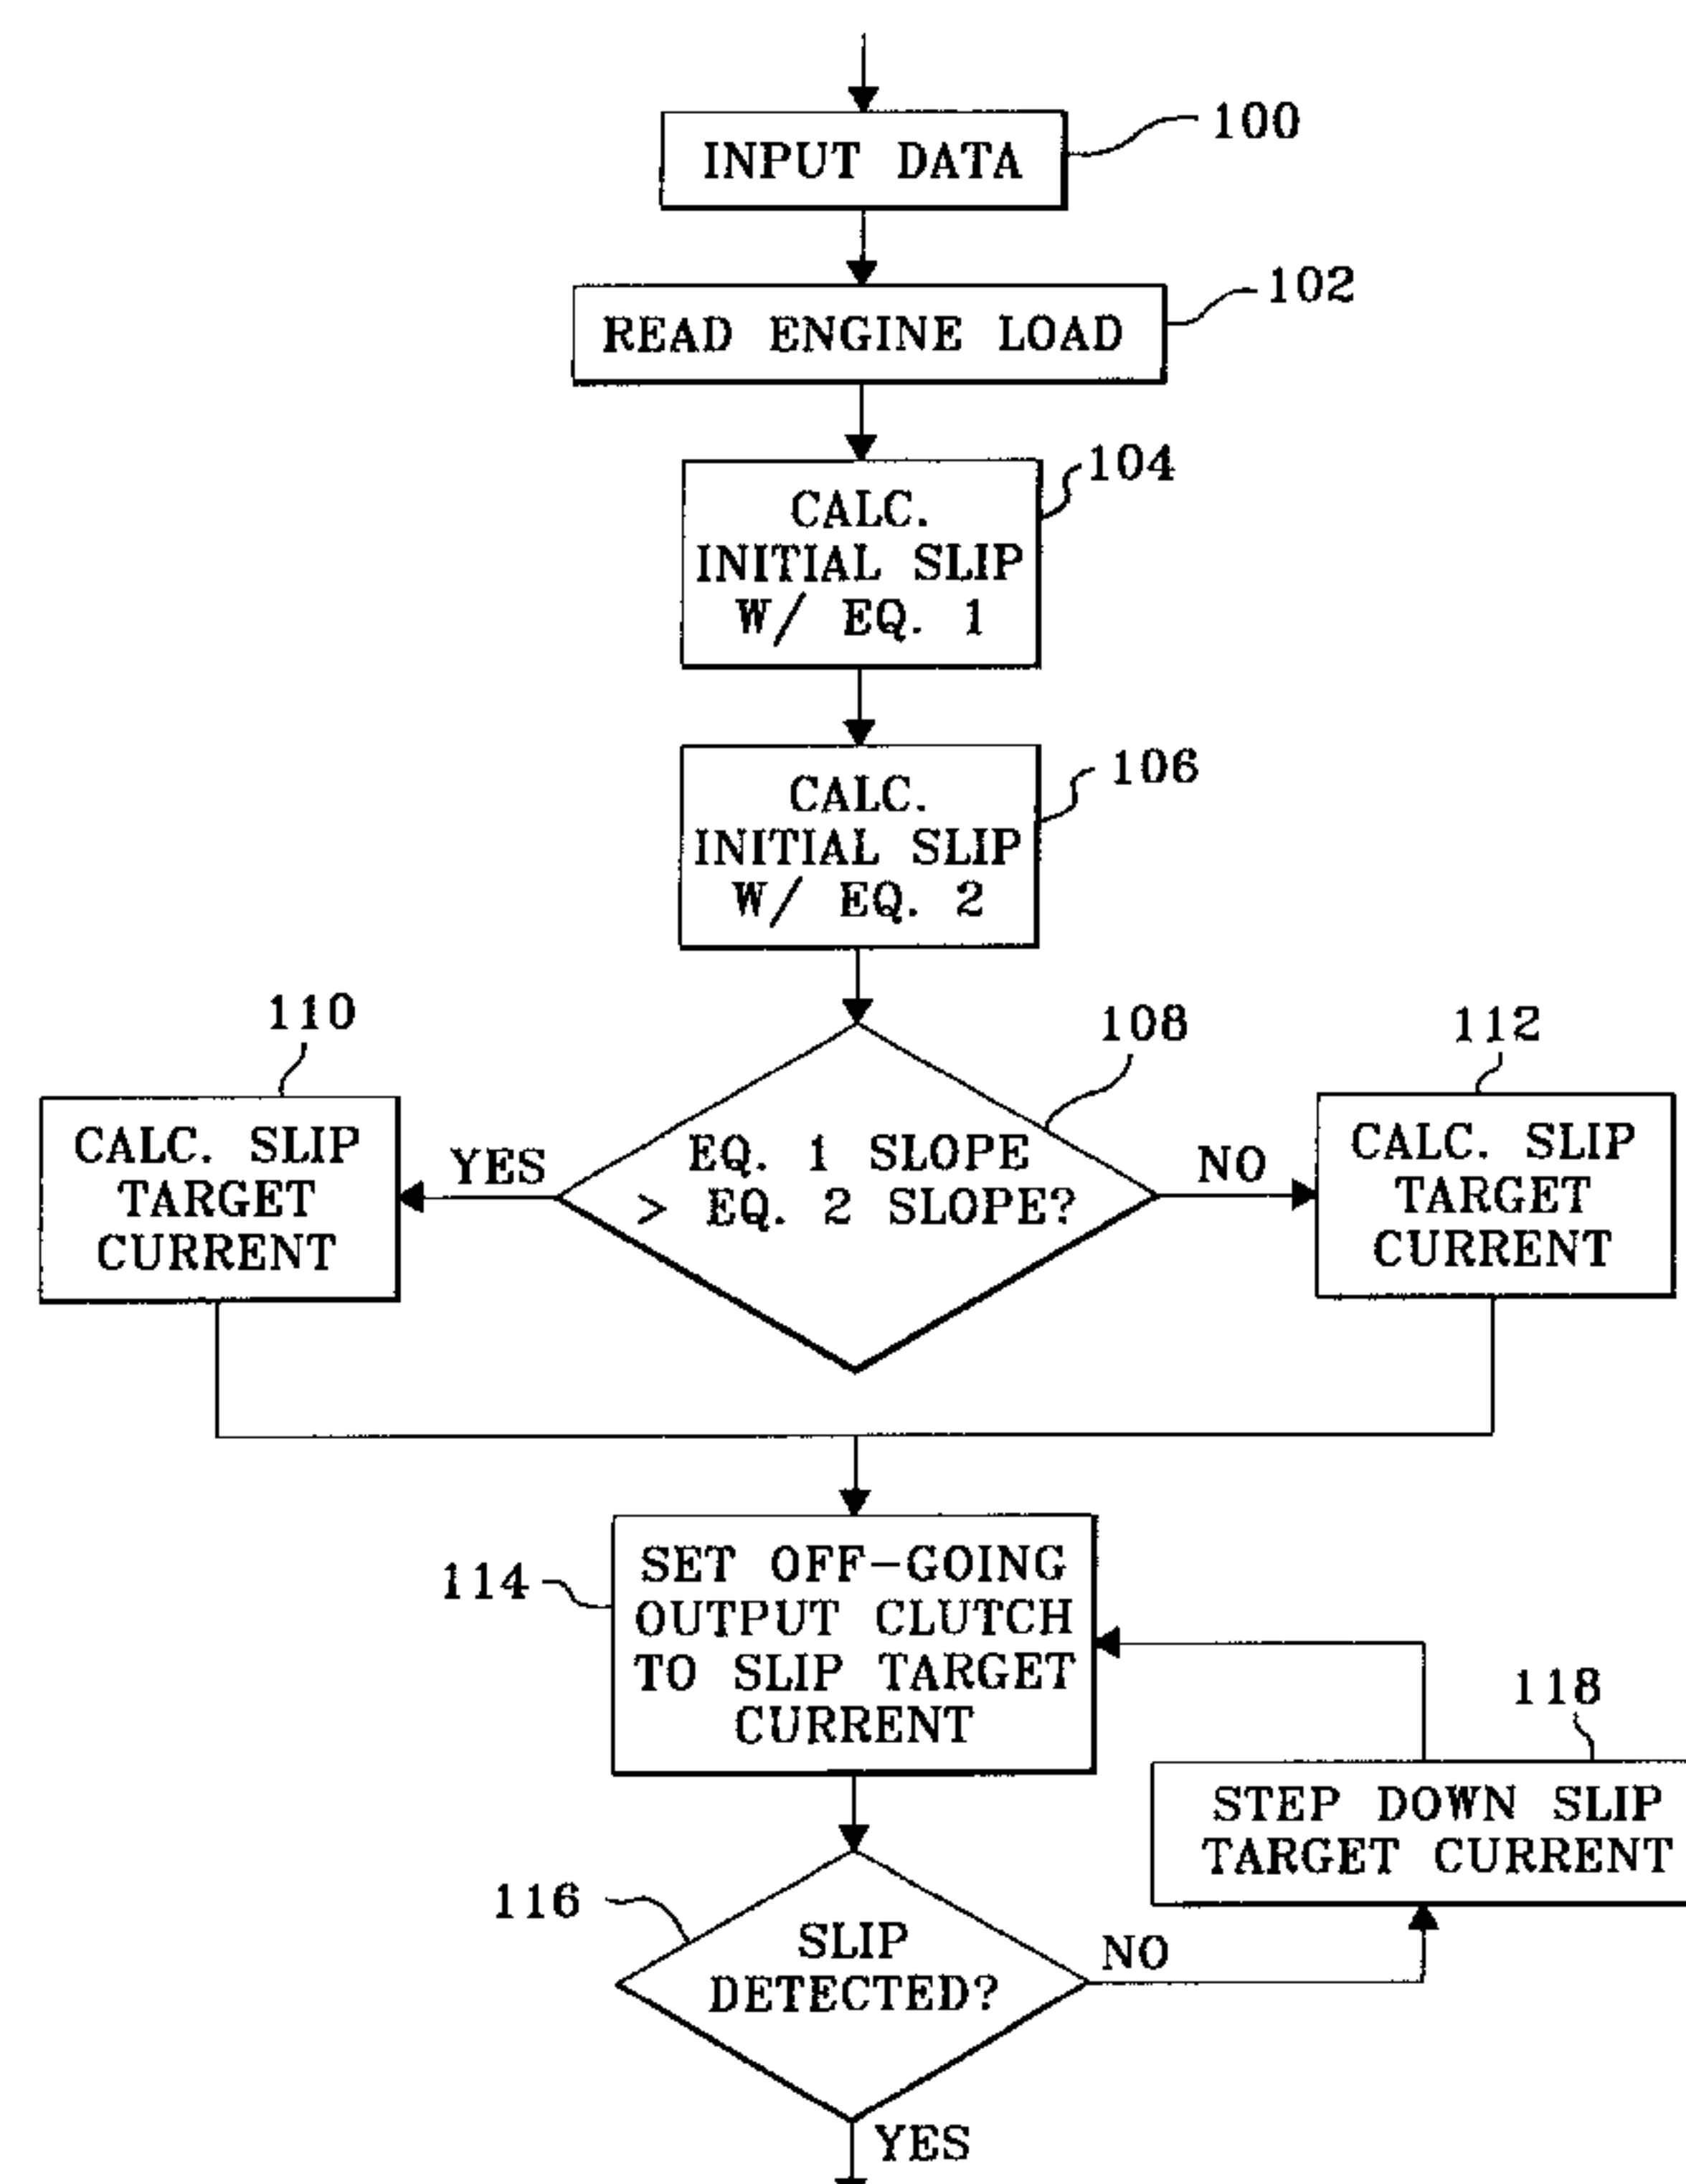 100
INPUT DATA
102
READ ENGINE LOAD
104
CALC.
INITIAL SLIP
W/ EQ. 1
106
CALC.
INITIAL SLIP
W/ EQ. 2
110
108
112
CALC. SLIP
TARGET
CURRENT
YES
EQ. 1 SLOPE
> EQ. 2 SLOPE?
NO
CALC. SLIP
TARGET
CURRENT
114
SET OFF-GOING
OUTPUT CLUTCH
TO SLIP TARGET
CURRENT
118
STEP DOWN SLIP
TARGET CURRENT
116
SLIP
DETECTED?
NO
YES